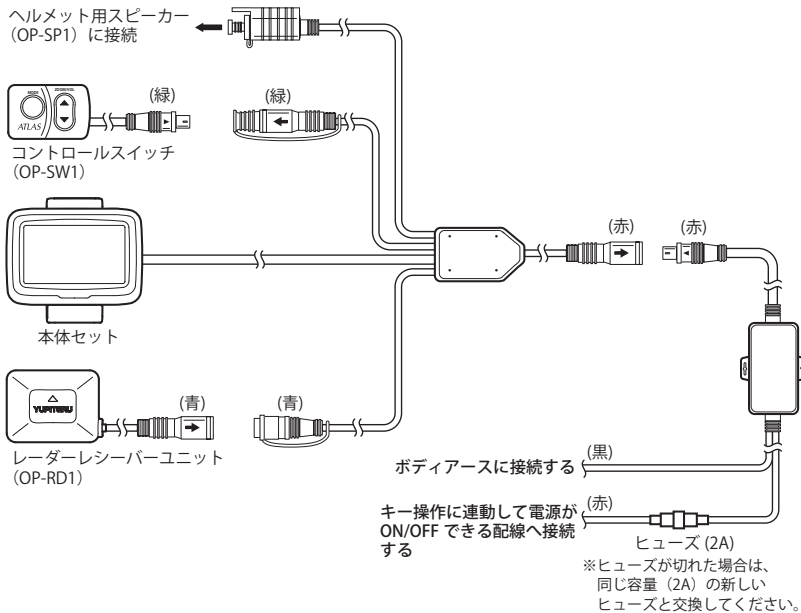 ヘルメット用スピーカー
（OP-SP1）に接続
MODE
ZOOM/VOL
ATLAS
(緑)
(緑)
コントロールスイッチ
（OP-SW1）
(赤)
(赤)
本体セット
YUPITERU
(青)
(青)
レーダーレシーバーユニット
（OP-RD1）
ボディアースに接続する
(黒)
キー操作に連動して電源が
ON/OFF できる配線へ接続
する
(赤)
ヒューズ (2A)
※ヒューズが切れた場合は、
同じ容量（2A）の新しい
ヒューズと交換してください。